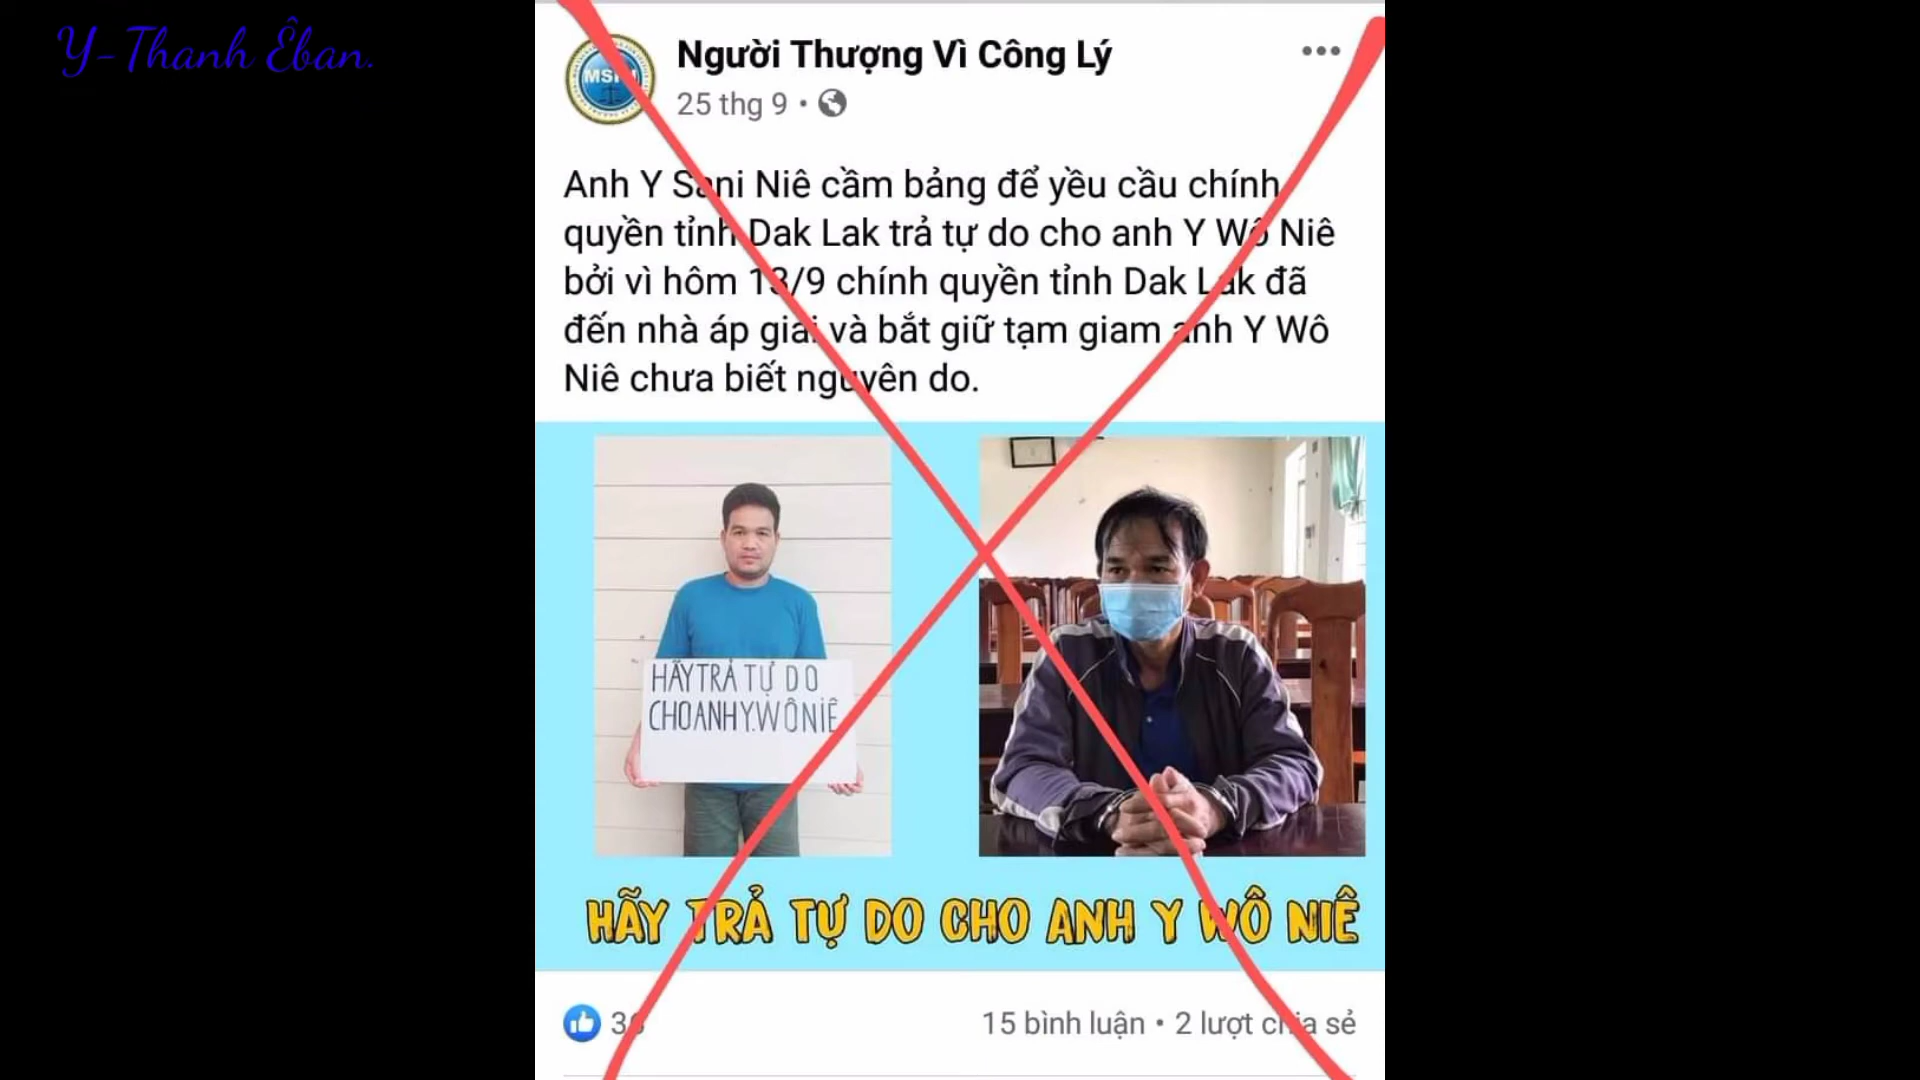 Y-Thanh Êban.
Người Thượng Vì Công Lý
25 thg 9 •
Anh Y Sani Niê cầm bảng để yều cầu chính
quyền tỉnh Dak Lak trả tự do cho anh Y Wô Niê
bởi vì hôm 13/9 chính quyền tỉnh Dak Lak đã
đến nhà áp giải và bắt giữ tạm giam anh Y Wô
Niê chưa biết nguyên do.
HÃY TRẢ TỰ DO
CHO ANH Y.WÔ NIÊ
HÃY TRẢ TỰ DO CHO ANH Y WÔ NIÊ
15 bình luận • 2 lượt chia sẻ